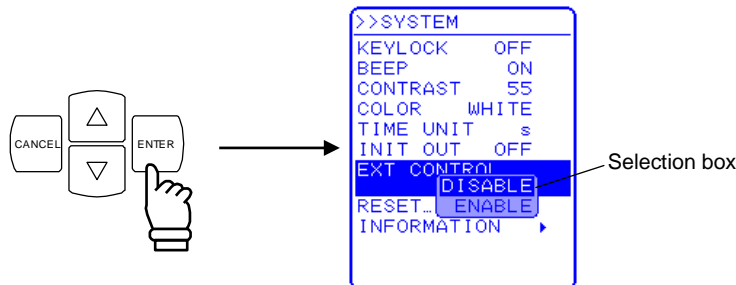 >>SYSTEM
KEYLOCK OFF
BEEP ON
CONTRAST 55
COLOR WHITE
TIME UNIT s
INIT OUT OFF
EXT CONTROL
DISABLE
RESET… ENABLE
INFORMATION
CANCEL
ENTER
Selection box